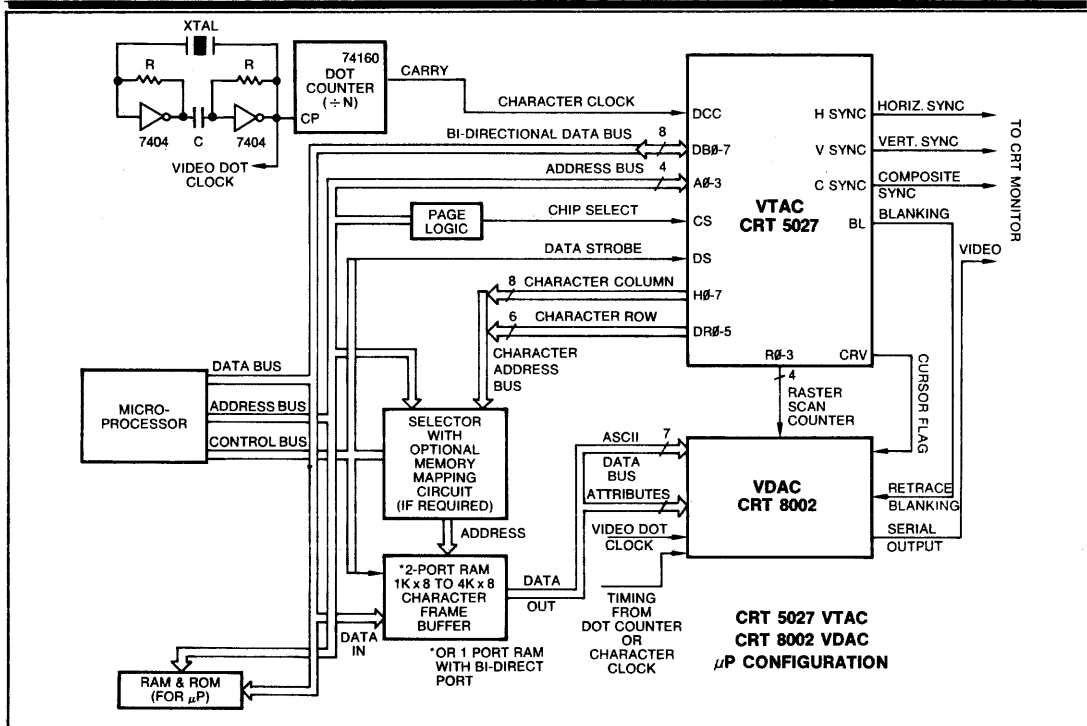 XTAL
R
R
7404
C
7404
VIDEO DOT
CLOCK
74160
DOT
COUNTER
(÷N)
CP
CARRY
CHARACTER CLOCK
BI-DIRECTIONAL DATA BUS
8
ADDRESS BUS
4
PAGE
LOGIC
CHIP SELECT
DATA STROBE
8
CHARACTER COLUMN
6
CHARACTER ROW
CHARACTER
ADDRESS
BUS
DCC
DBØ-7
AØ-3
CS
DS
HØ-7
DRØ-5
VTAC
CRT 5027
H SYNC
V SYNC
C SYNC
BL
RØ-3
CRV
HORIZ. SYNC
VERT. SYNC
COMPOSITE
SYNC
BLANKING
VIDEO
TO CRT MONITOR
4
RASTER
SCAN
COUNTER
CURSOR FLAG
MICRO-
PROCESSOR
DATA BUS
ADDRESS BUS
CONTROL BUS
SELECTOR
WITH
OPTIONAL
MEMORY
MAPPING
CIRCUIT
(IF REQUIRED)
ADDRESS
ASCII
7
DATA
BUS
ATTRIBUTES
VIDEO DOT
CLOCK
VDAC
CRT 8002
RETRACE
BLANKING
SERIAL
OUTPUT
*2-PORT RAM
1K x 8 TO 4K x 8
CHARACTER
FRAME
BUFFER
DATA
OUT
TIMING
FROM
DOT COUNTER
OR
CHARACTER
CLOCK
DATA
IN
*OR 1 PORT RAM
WITH BI-DIRECT
PORT
RAM & ROM
(FOR μP)
CRT 5027 VTAC
CRT 8002 VDAC
μP CONFIGURATION